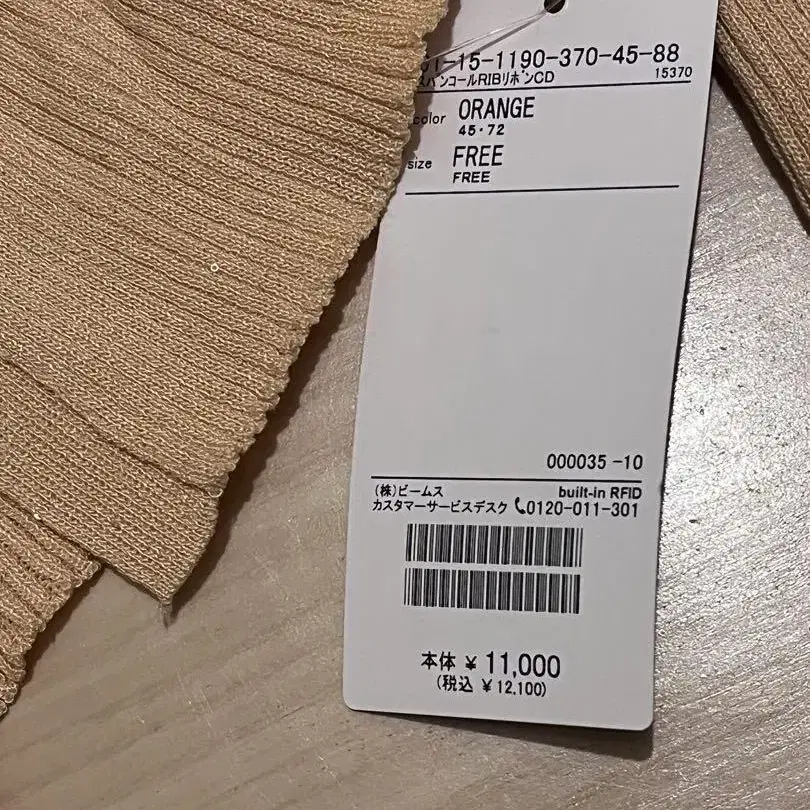 01-15-1190-370-45-88
スパンコールRIBリボンCD 15370
color ORANGE
45・72
size FREE
FREE
000035 -10
(株)ビームス built-in RFID
カスタマーサービスデスク 0120-011-301
本体 ¥ 11,000
(税込 ¥12,100)